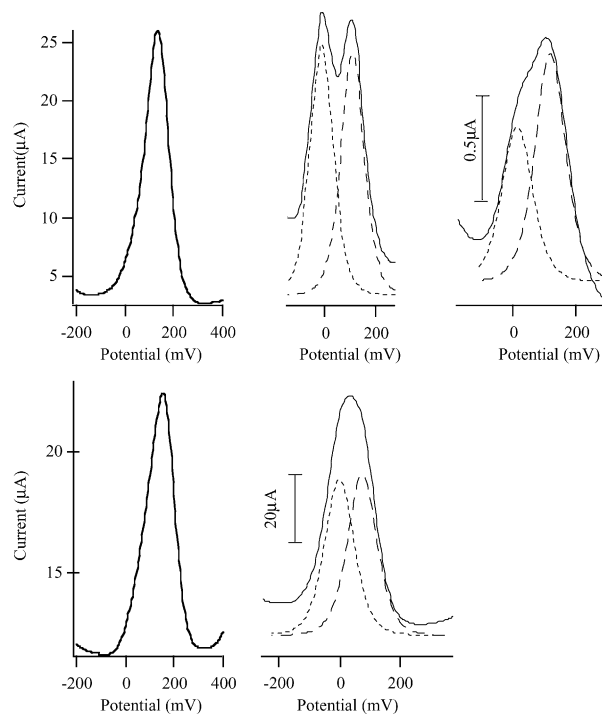 25
20
15
10
5
Current(μA)
-200 0 200 400
Potential (mV)
0 200
Potential (mV)
0.5μA
0 200
Potential (mV)
20
15
Current (μA)
-200 0 200 400
Potential (mV)
20μA
-200 0 200
Potential (mV)